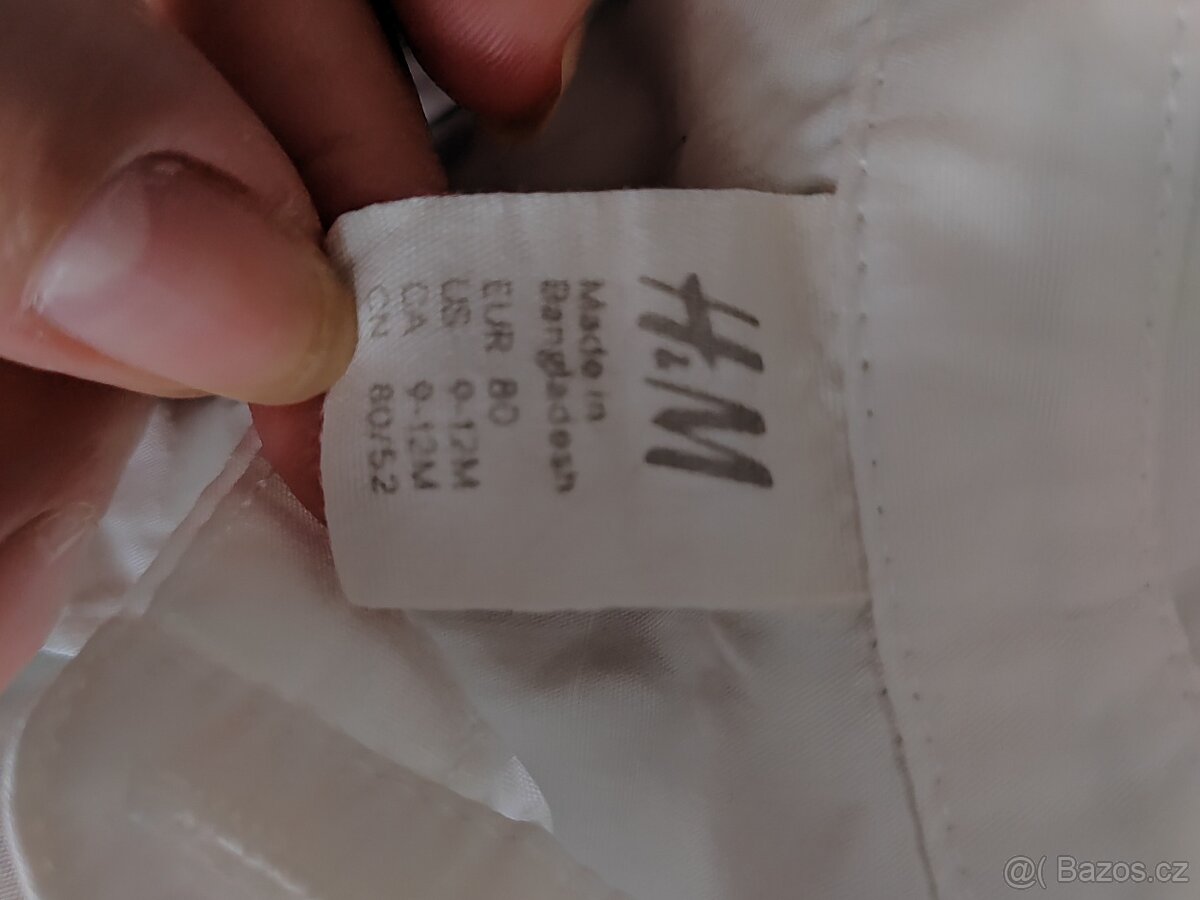 H&M
Made in
Bangladesh
EUR 80
US 9-12M
CA 9-12M
CN 80/52
@( Bazos.cz